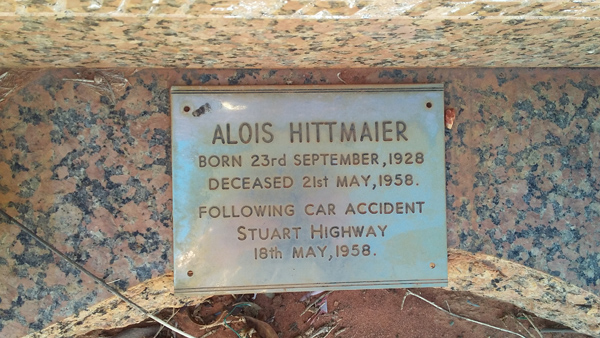 ALOIS HITTMAIER
BORN 23rd SEPTEMBER, 1928
DECEASED 21st MAY, 1958.
FOLLOWING CAR ACCIDENT
STUART HIGHWAY
18th MAY, 1958.